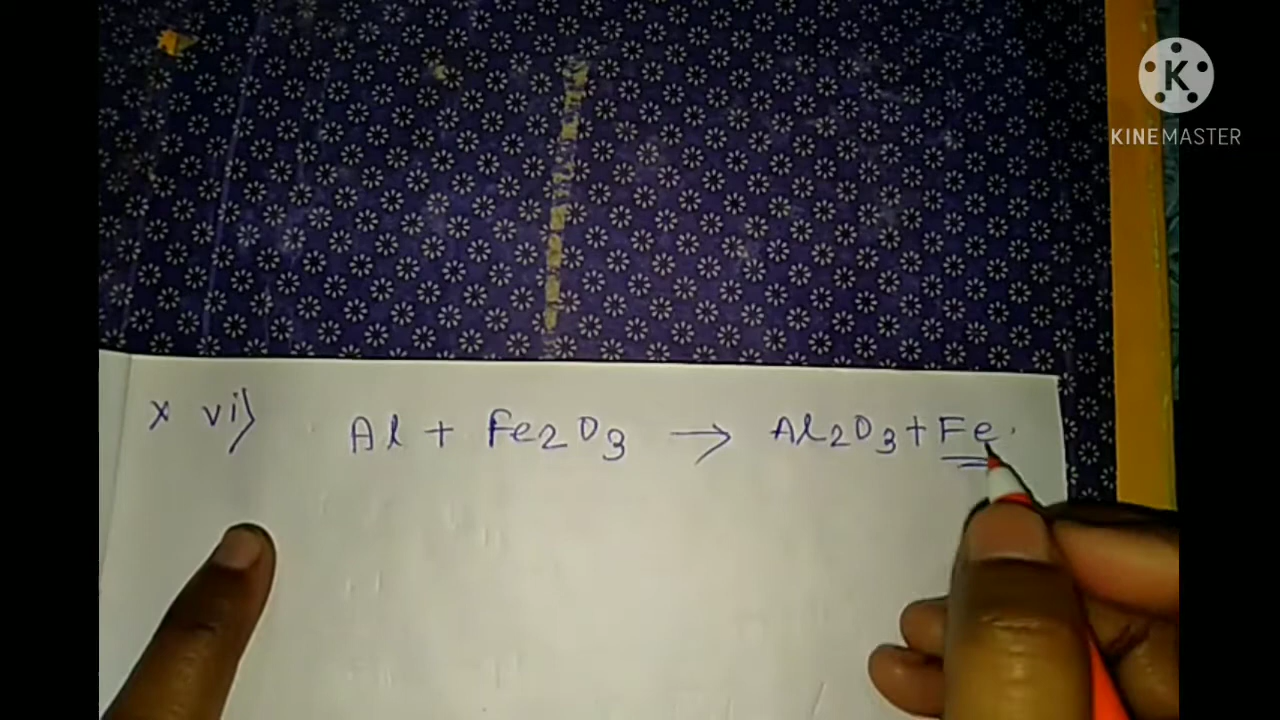 K
KINEMASTER
x vi) Al + Fe2O3 → Al2O3 + Fe